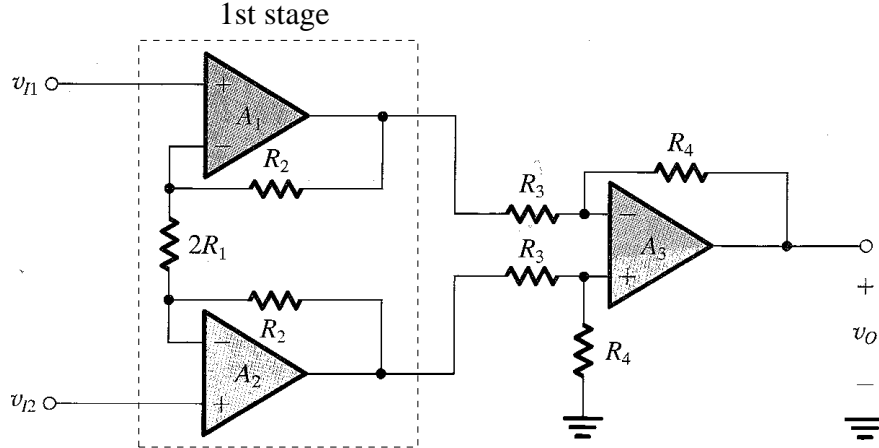 1st stage
v_{I1}
+
A_1
−
R_2
2R_1
R_2
−
A_2
+
v_{I2}
R_3
R_4
−
A_3
R_3
+
R_4
+
v_O
−